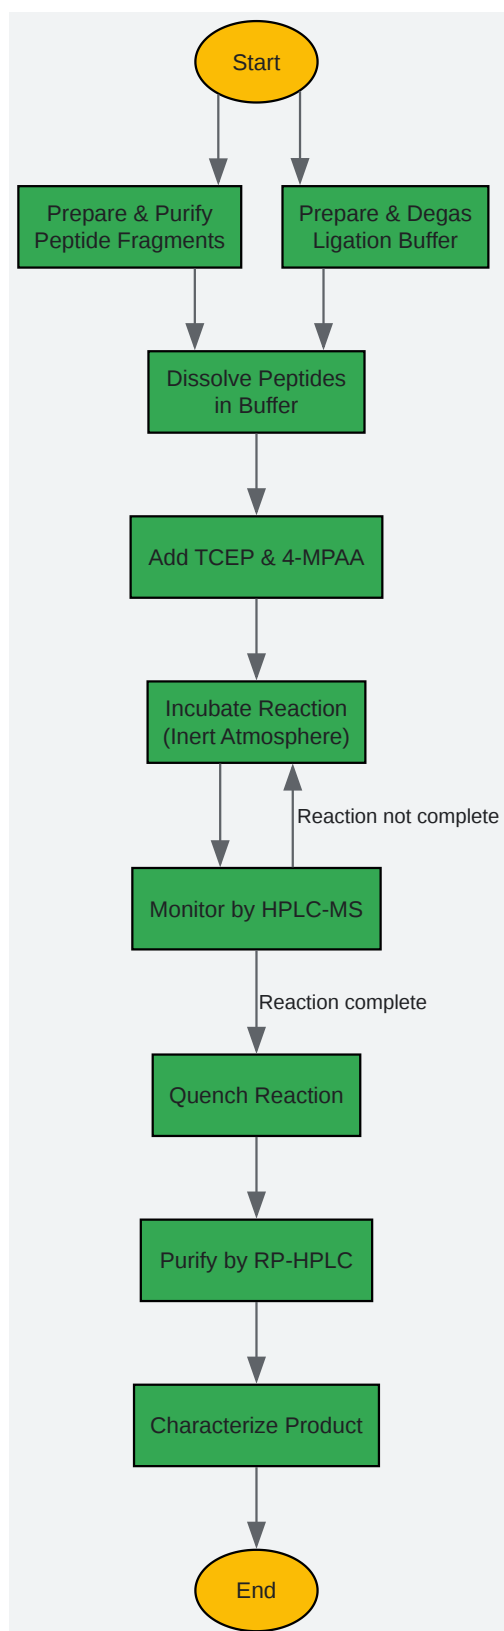 Start
Prepare & Purify
Peptide Fragments
Prepare & Degas
Ligation Buffer
Dissolve Peptides
in Buffer
Add TCEP & 4-MPAA
Incubate Reaction
(Inert Atmosphere)
Reaction not complete
Monitor by HPLC-MS
Reaction complete
Quench Reaction
Purify by RP-HPLC
Characterize Product
End